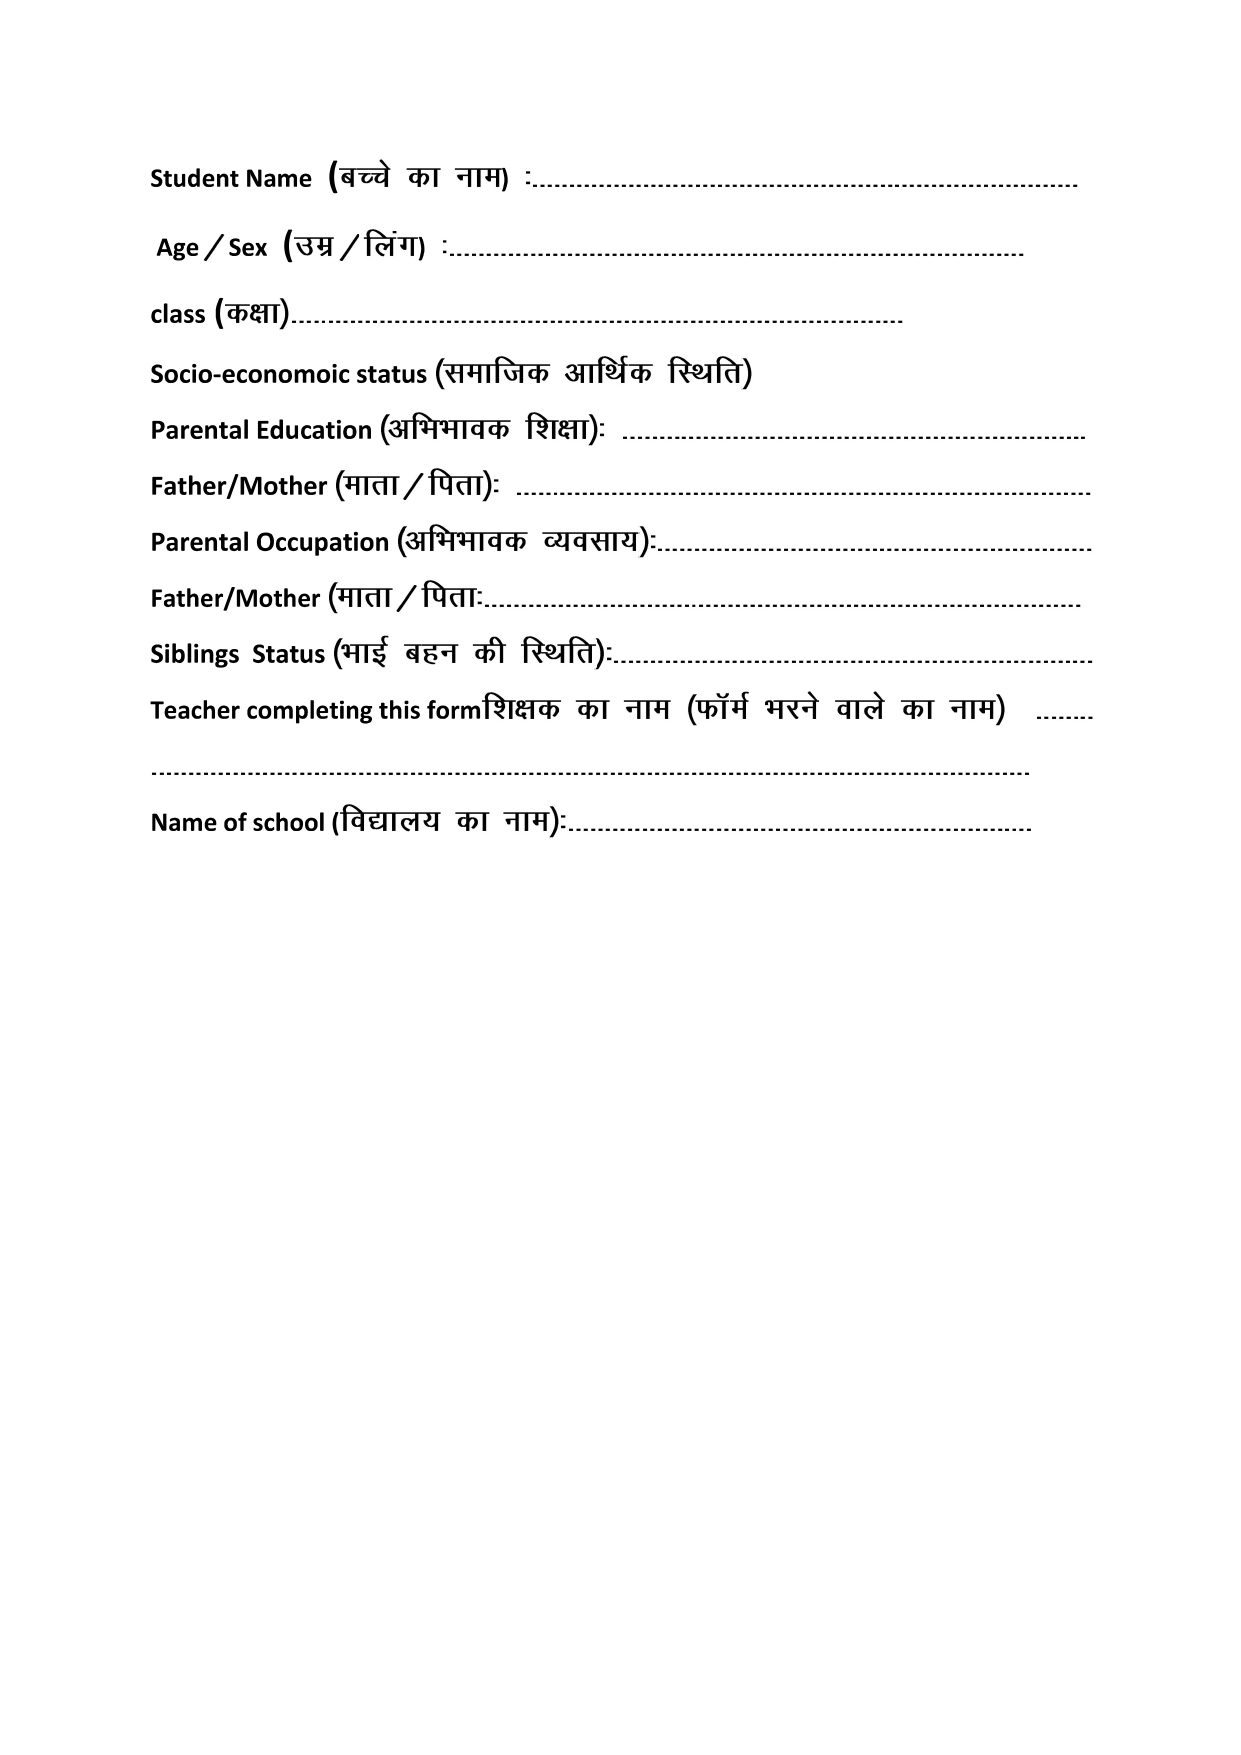 Student Name (बच्चे का नाम) :...........................................................................
Age / Sex (उम्र / लिंग) :...............................................................................
class (कक्षा)....................................................................................
Socio-economoic status (समाजिक आर्थिक स्थिति)
Parental Education (अभिभावक शिक्षा): ................................................................
Father/Mother (माता / पिता): ...............................................................................
Parental Occupation (अभिभावक व्यवसाय):............................................................
Father/Mother (माता / पिता:..................................................................................
Siblings Status (भाई बहन की स्थिति):..................................................................
Teacher completing this formशिक्षक का नाम (फॉर्म भरने वाले का नाम) ........
.........................................................................................................................
Name of school (विद्यालय का नाम):................................................................